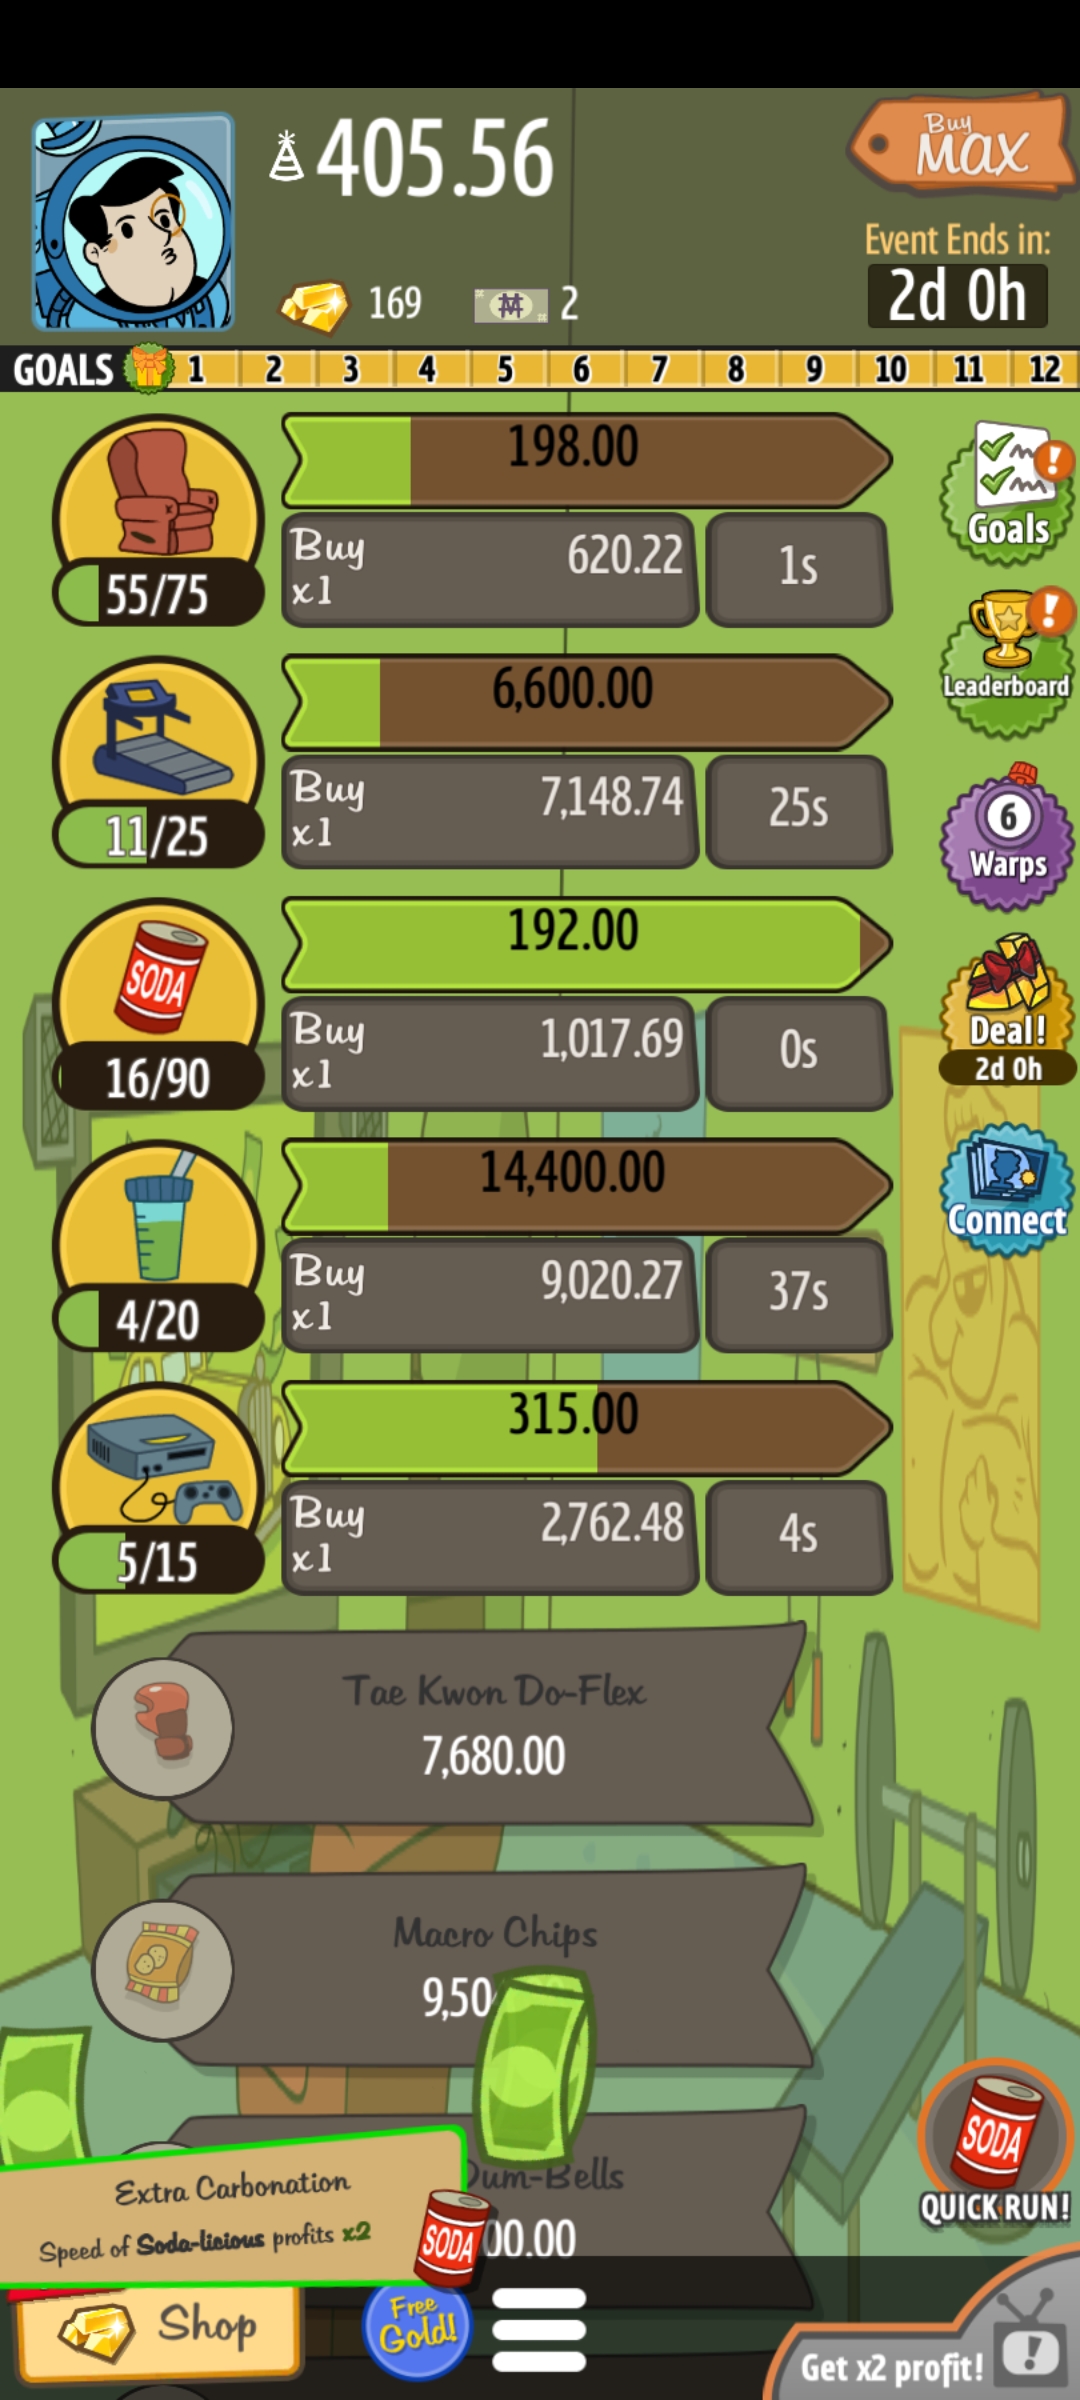 405.56
Buy
MAX
Event Ends in:
2d 0h
169
2
GOALS 1 2 3 4 5 6 7 8 9 10 11 12
198.00
55/75
Buy
x1
620.22
1s
Goals
6,600.00
11/25
Buy
x1
7,148.74
25s
Leaderboard
6
Warps
192.00
SODA
16/90
Buy
x1
1,017.69
0s
Deal!
2d 0h
14,400.00
4/20
Buy
x1
9,020.27
37s
Connect
315.00
5/15
Buy
x1
2,762.48
4s
Tae Kwon Do-Flex
7,680.00
Macro Chips
9,50
Dum-Bells
00.00
SODA
QUICK RUN!
Extra Carbonation
Speed of Soda-licious profits x2
SODA
Shop
Free
Gold!
Get x2 profit!